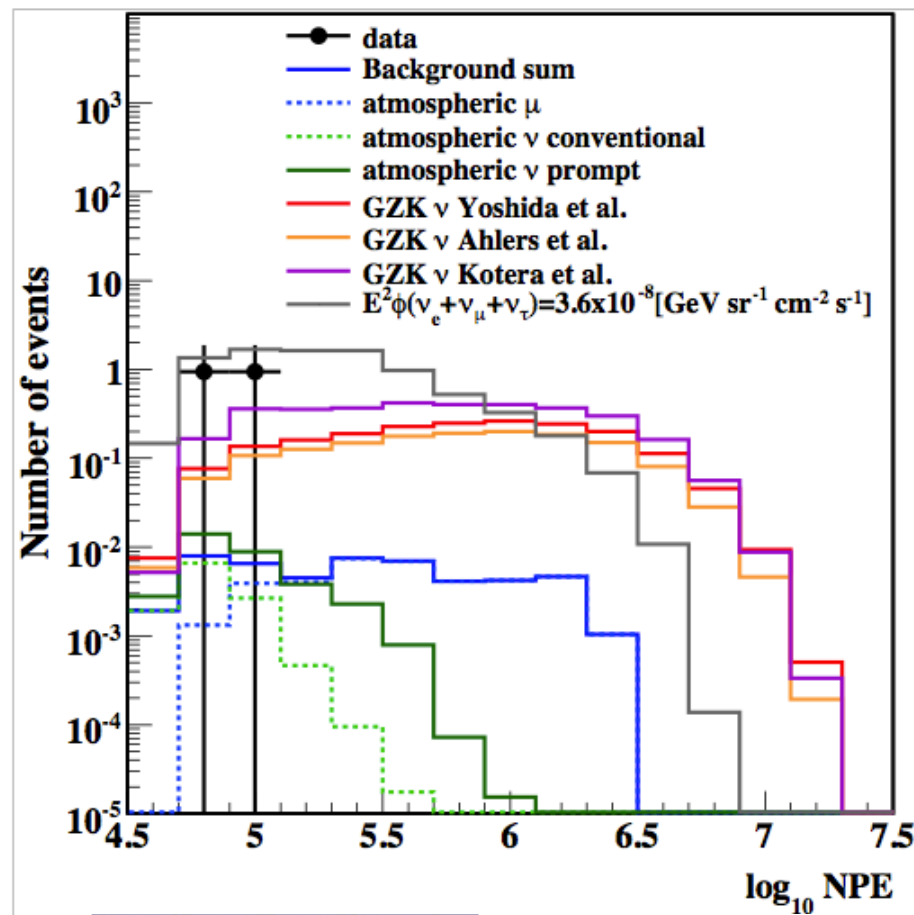 data
Background sum
atmospheric μ
atmospheric ν conventional
atmospheric ν prompt
GZK ν Yoshida et al.
GZK ν Ahlers et al.
GZK ν Kotera et al.
E²ϕ(ν_e+ν_μ+ν_τ)=3.6x10⁻⁸[GeV sr⁻¹ cm⁻² s⁻¹]
Number of events
10³
10²
10
1
10⁻¹
10⁻²
10⁻³
10⁻⁴
10⁻⁵
4.5 5 5.5 6 6.5 7 7.5
log₁₀ NPE